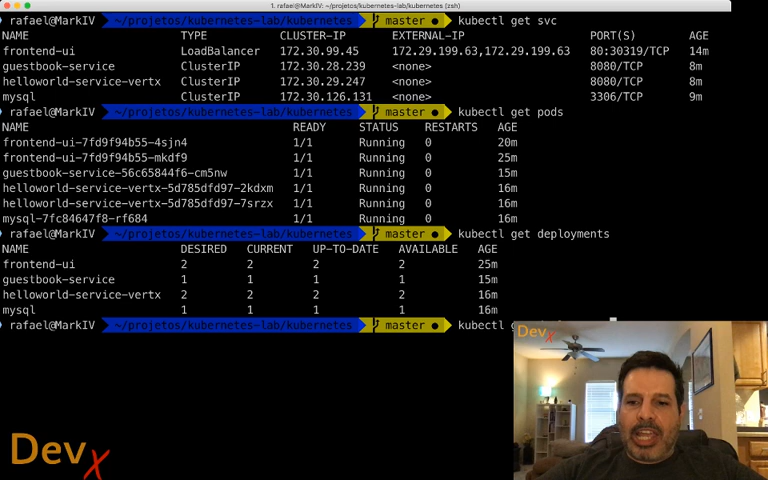 1. rafael@MarkIV: ~/projetos/kubernetes-lab/kubernetes (zsh)
rafael@MarkIV ~/projetos/kubernetes-lab/kubernetes master ● kubectl get svc
NAME TYPE CLUSTER-IP EXTERNAL-IP PORT(S) AGE
frontend-ui LoadBalancer 172.30.99.45 172.29.199.63,172.29.199.63 80:30319/TCP 14m
guestbook-service ClusterIP 172.30.28.239 <none> 8080/TCP 8m
helloworld-service-vertx ClusterIP 172.30.29.247 <none> 8080/TCP 8m
mysql ClusterIP 172.30.126.131 <none> 3306/TCP 9m
rafael@MarkIV ~/projetos/kubernetes-lab/kubernetes master ● kubectl get pods
NAME READY STATUS RESTARTS AGE
frontend-ui-7fd9f94b55-4sjn4 1/1 Running 0 20m
frontend-ui-7fd9f94b55-mkdf9 1/1 Running 0 25m
guestbook-service-56c65844f6-cm5nw 1/1 Running 0 15m
helloworld-service-vertx-5d785dfd97-2kdxm 1/1 Running 0 16m
helloworld-service-vertx-5d785dfd97-7srzx 1/1 Running 0 16m
mysql-7fc84647f8-rf684 1/1 Running 0 16m
rafael@MarkIV ~/projetos/kubernetes-lab/kubernetes master ● kubectl get deployments
NAME DESIRED CURRENT UP-TO-DATE AVAILABLE AGE
frontend-ui 2 2 2 2 25m
guestbook-service 1 1 1 1 15m
helloworld-service-vertx 2 2 2 2 16m
mysql 1 1 1 1 16m
rafael@MarkIV ~/projetos/kubernetes-lab/kubernetes master ● kubectl
DevX
DevX